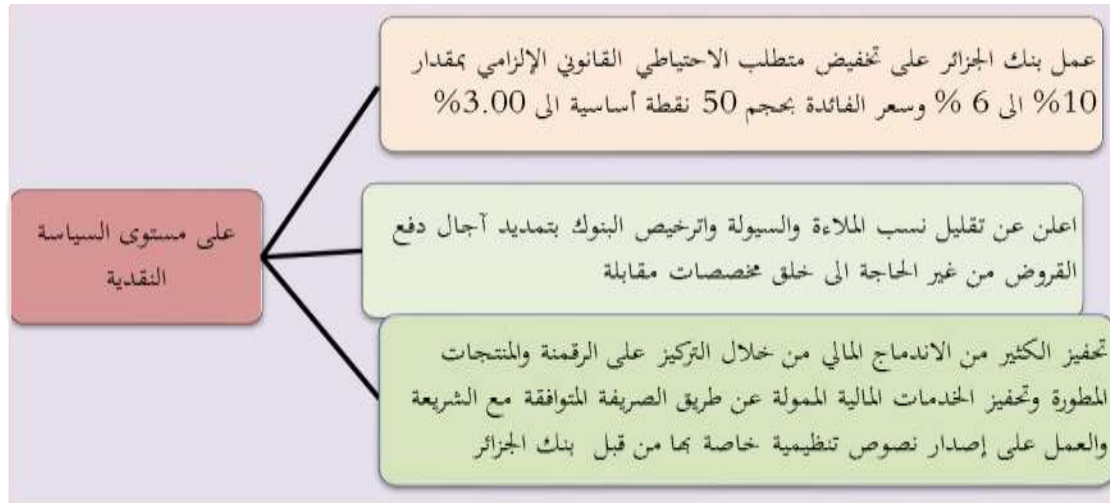 عمل بنك الجزائر على تخفيض متطلب الاحتياطي القانوني الإلزامي بمقدار
10% الى 6 % وسعر الفائدة بحجم 50 نقطة أساسية الى 3.00%
على مستوى السياسة
النقدية
اعلن عن تقليل نسب الملاءة والسيولة واترخيص البنوك بتمديد آجال دفع
القروض من غير الحاجة الى خلق مخصصات مقابلة
تحفيز الكثير من الاندماج المالي من خلال التركيز على الرقمنة والمنتجات
المطورة وتحفيز الخدمات المالية الممولة عن طريق الصريفة المتوافقة مع الشريعة
والعمل على إصدار نصوص تنظيمية خاصة بها من قبل بنك الجزائر